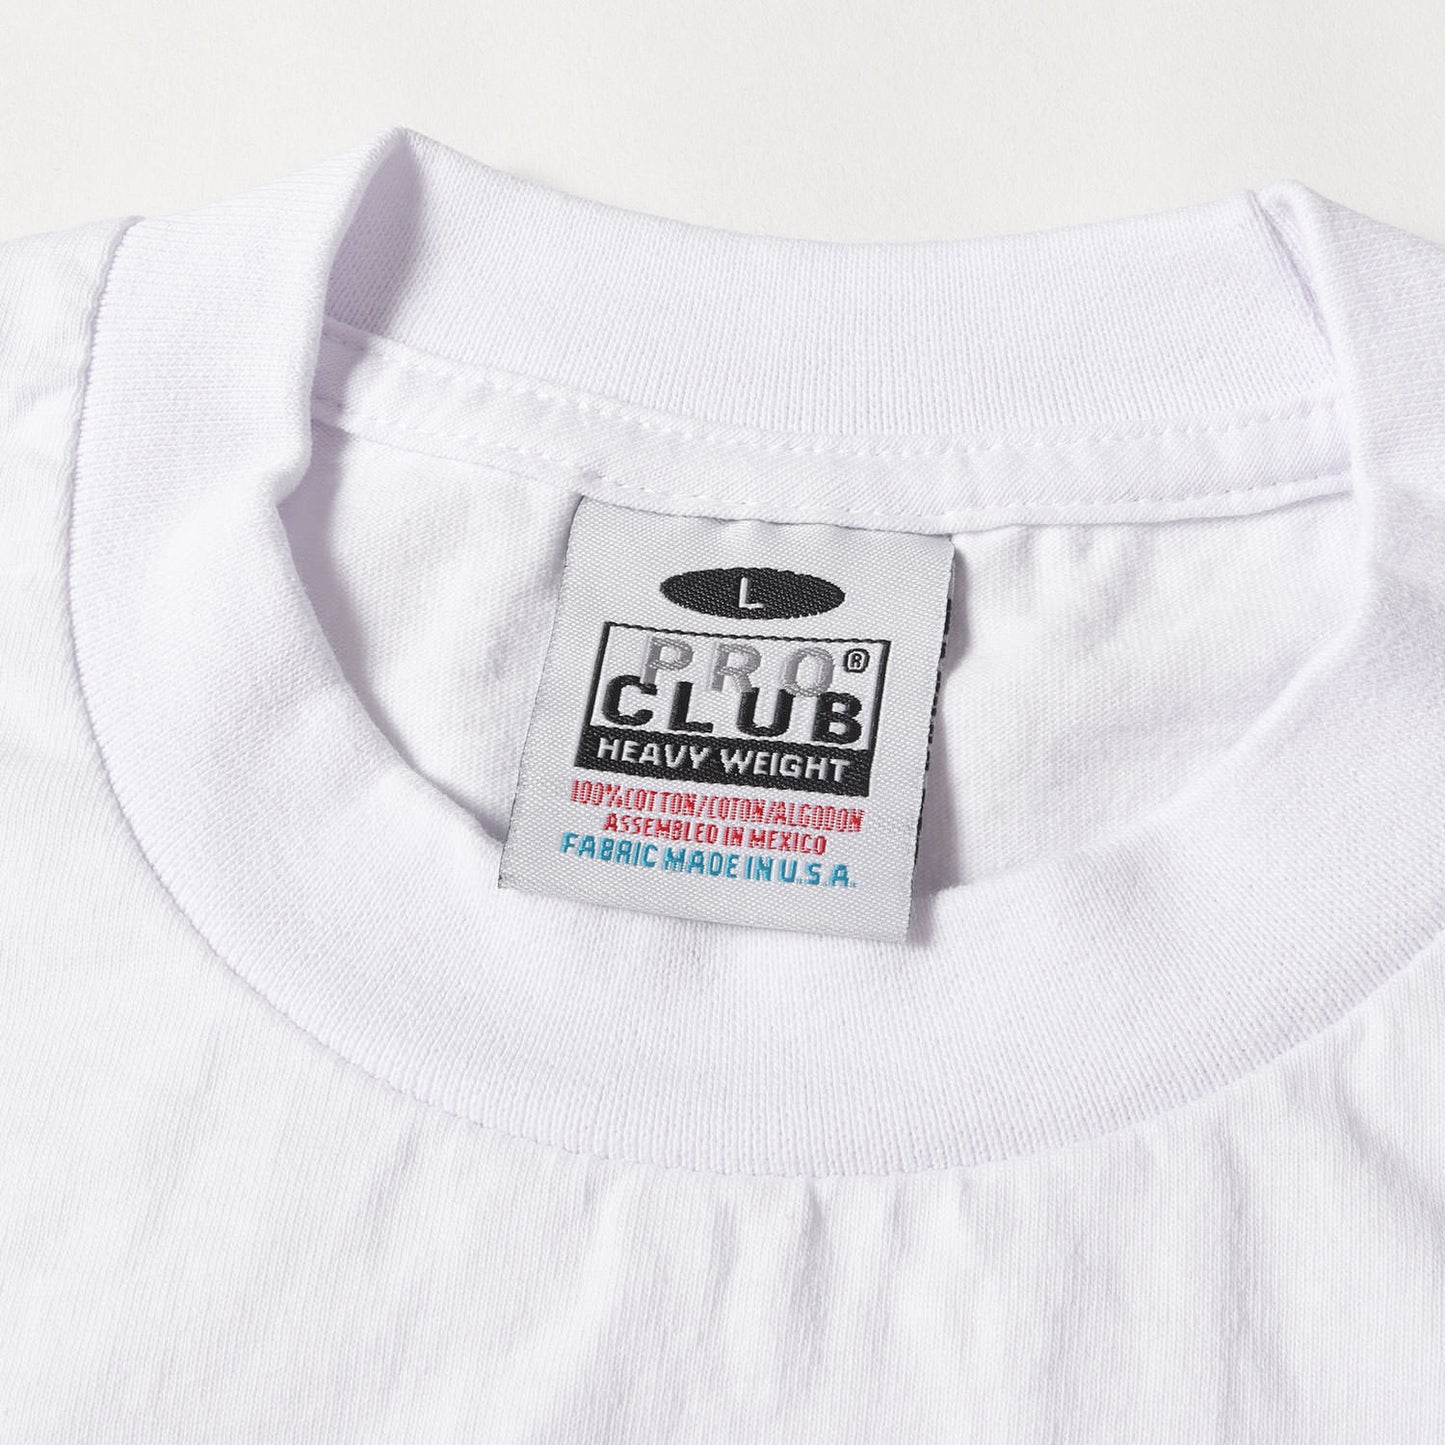 L
PRO®
CLUB
HEAVY WEIGHT
100%COTTON/COTON/ALGODON
ASSEMBLED IN MEXICO
FABRIC MADE IN U.S.A.